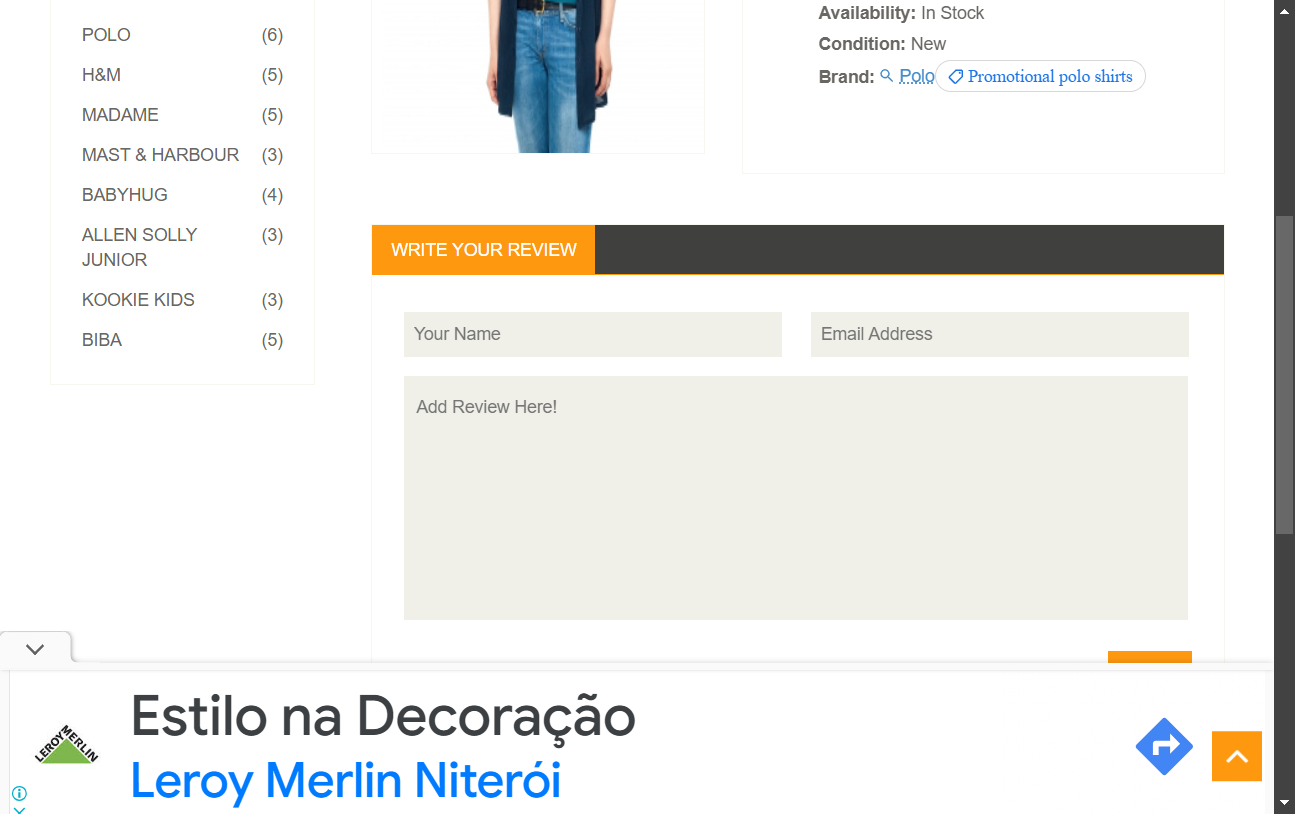 POLO (6)
H&M (5)
MADAME (5)
MAST & HARBOUR (3)
BABYHUG (4)
ALLEN SOLLY (3)
JUNIOR
KOOKIE KIDS (3)
BIBA (5)
Availability: In Stock
Condition: New
Brand: Polo Promotional polo shirts
WRITE YOUR REVIEW
Your Name
Email Address
Add Review Here!
LEROY MERLIN
Estilo na Decoração
Leroy Merlin Niterói